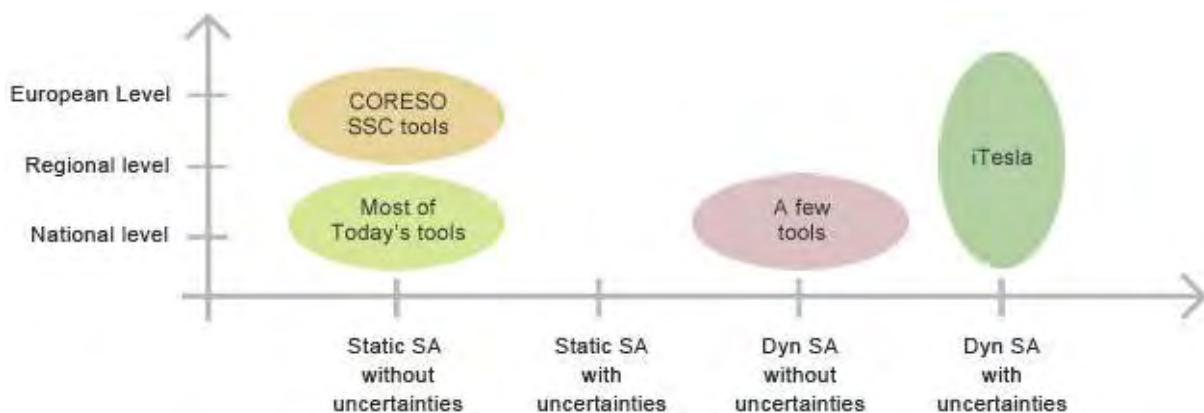 European Level
Regional level
National level
CORESO
SSC tools
Most of
Today's tools
A few
tools
iTesla
Static SA
without
uncertainties
Static SA
with
uncertainties
Dyn SA
without
uncertainties
Dyn SA
with
uncertainties